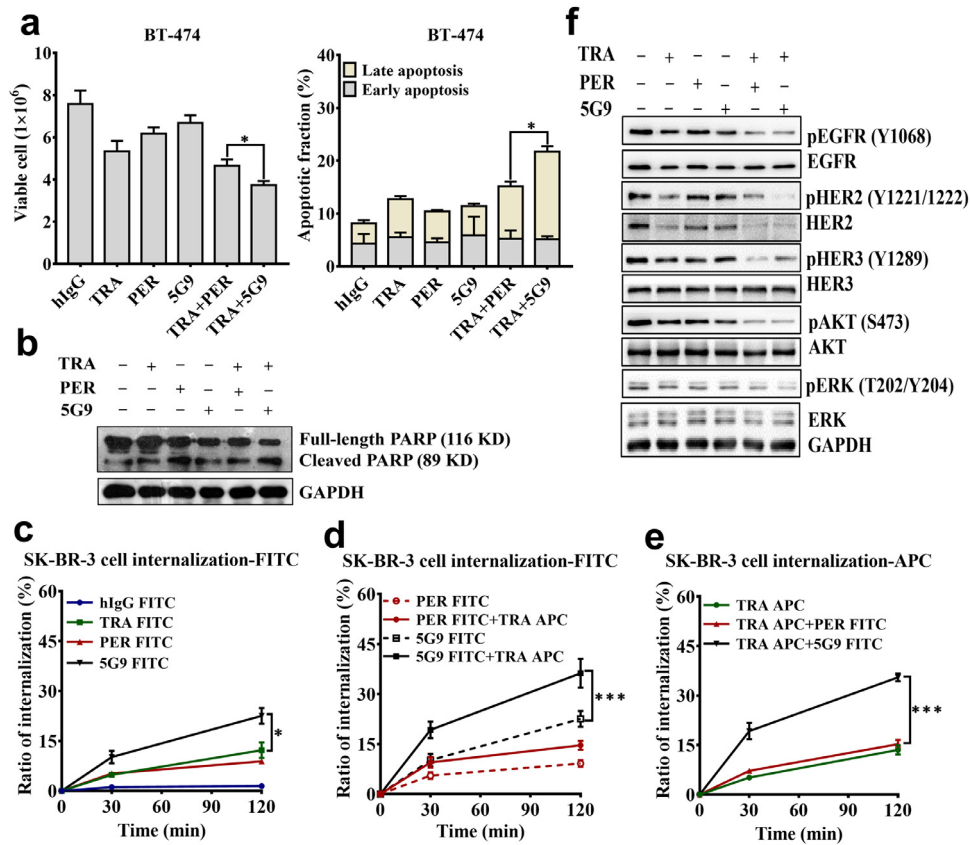 a
BT-474
Viable cell (1×10⁶)
8
6
4
2
0
*
hIgG
TRA
PER
5G9
TRA+PER
TRA+5G9
BT-474
Apoptotic fraction (%)
40
30
20
10
0
Late apoptosis
Early apoptosis
*
hIgG
TRA
PER
5G9
TRA+PER
TRA+5G9
b
TRA – + – – + +
PER – – + – + –
5G9 – – – + – +
Full-length PARP (116 KD)
Cleaved PARP (89 KD)
GAPDH
f
TRA – + – – + +
PER – – + – + –
5G9 – – – + – +
pEGFR (Y1068)
EGFR
pHER2 (Y1221/1222)
HER2
pHER3 (Y1289)
HER3
pAKT (S473)
AKT
pERK (T202/Y204)
ERK
GAPDH
c
SK-BR-3 cell internalization-FITC
Ratio of internalization (%)
60
45
30
15
0
hIgG FITC
TRA FITC
PER FITC
5G9 FITC
*
0 30 60 90 120
Time (min)
d
SK-BR-3 cell internalization-FITC
Ratio of internalization (%)
60
45
30
15
0
PER FITC
PER FITC+TRA APC
5G9 FITC
5G9 FITC+TRA APC
***
0 30 60 90 120
Time (min)
e
SK-BR-3 cell internalization-APC
Ratio of internalization (%)
60
45
30
15
0
TRA APC
TRA APC+PER FITC
TRA APC+5G9 FITC
***
0 30 60 90 120
Time (min)